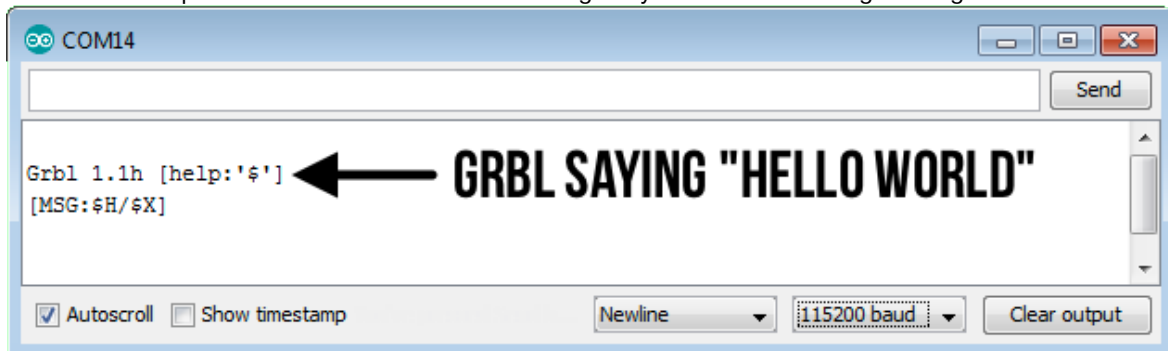 COM14
Send
Grbl 1.1h [help:'$']
GRBL SAYING "HELLO WORLD"
[MSG:$H/$X]
Autoscroll Show timestamp Newline 115200 baud Clear output